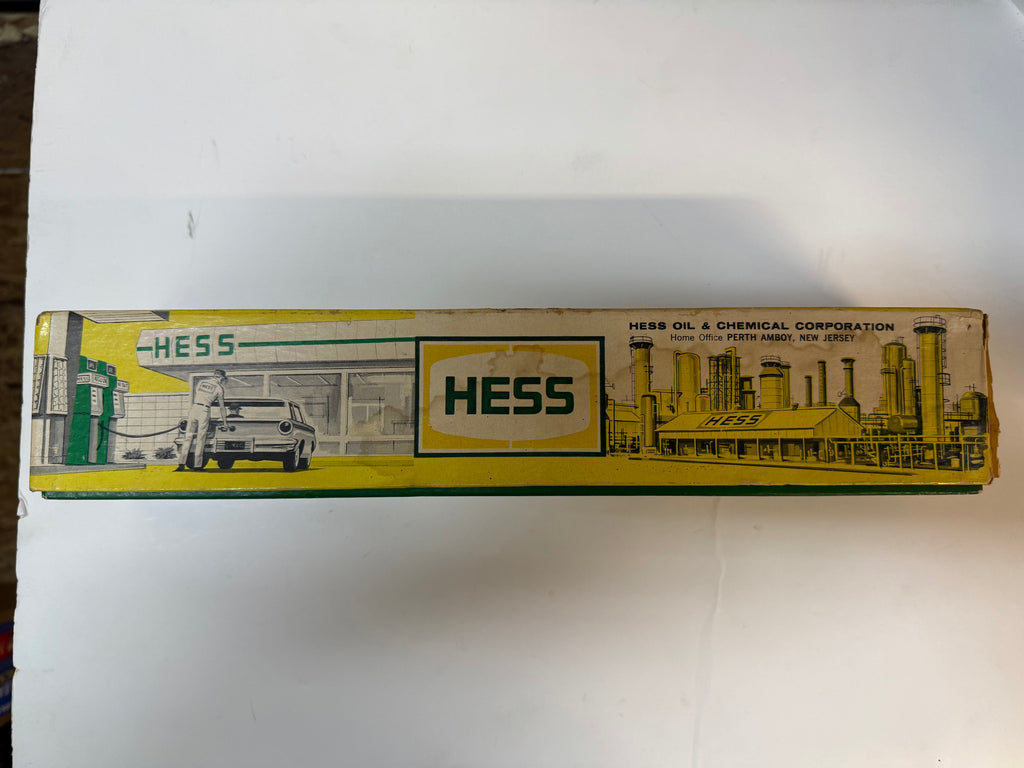 HESS
HESS
HESS OIL & CHEMICAL CORPORATION
Home Office PERTH AMBOY, NEW JERSEY
HESS